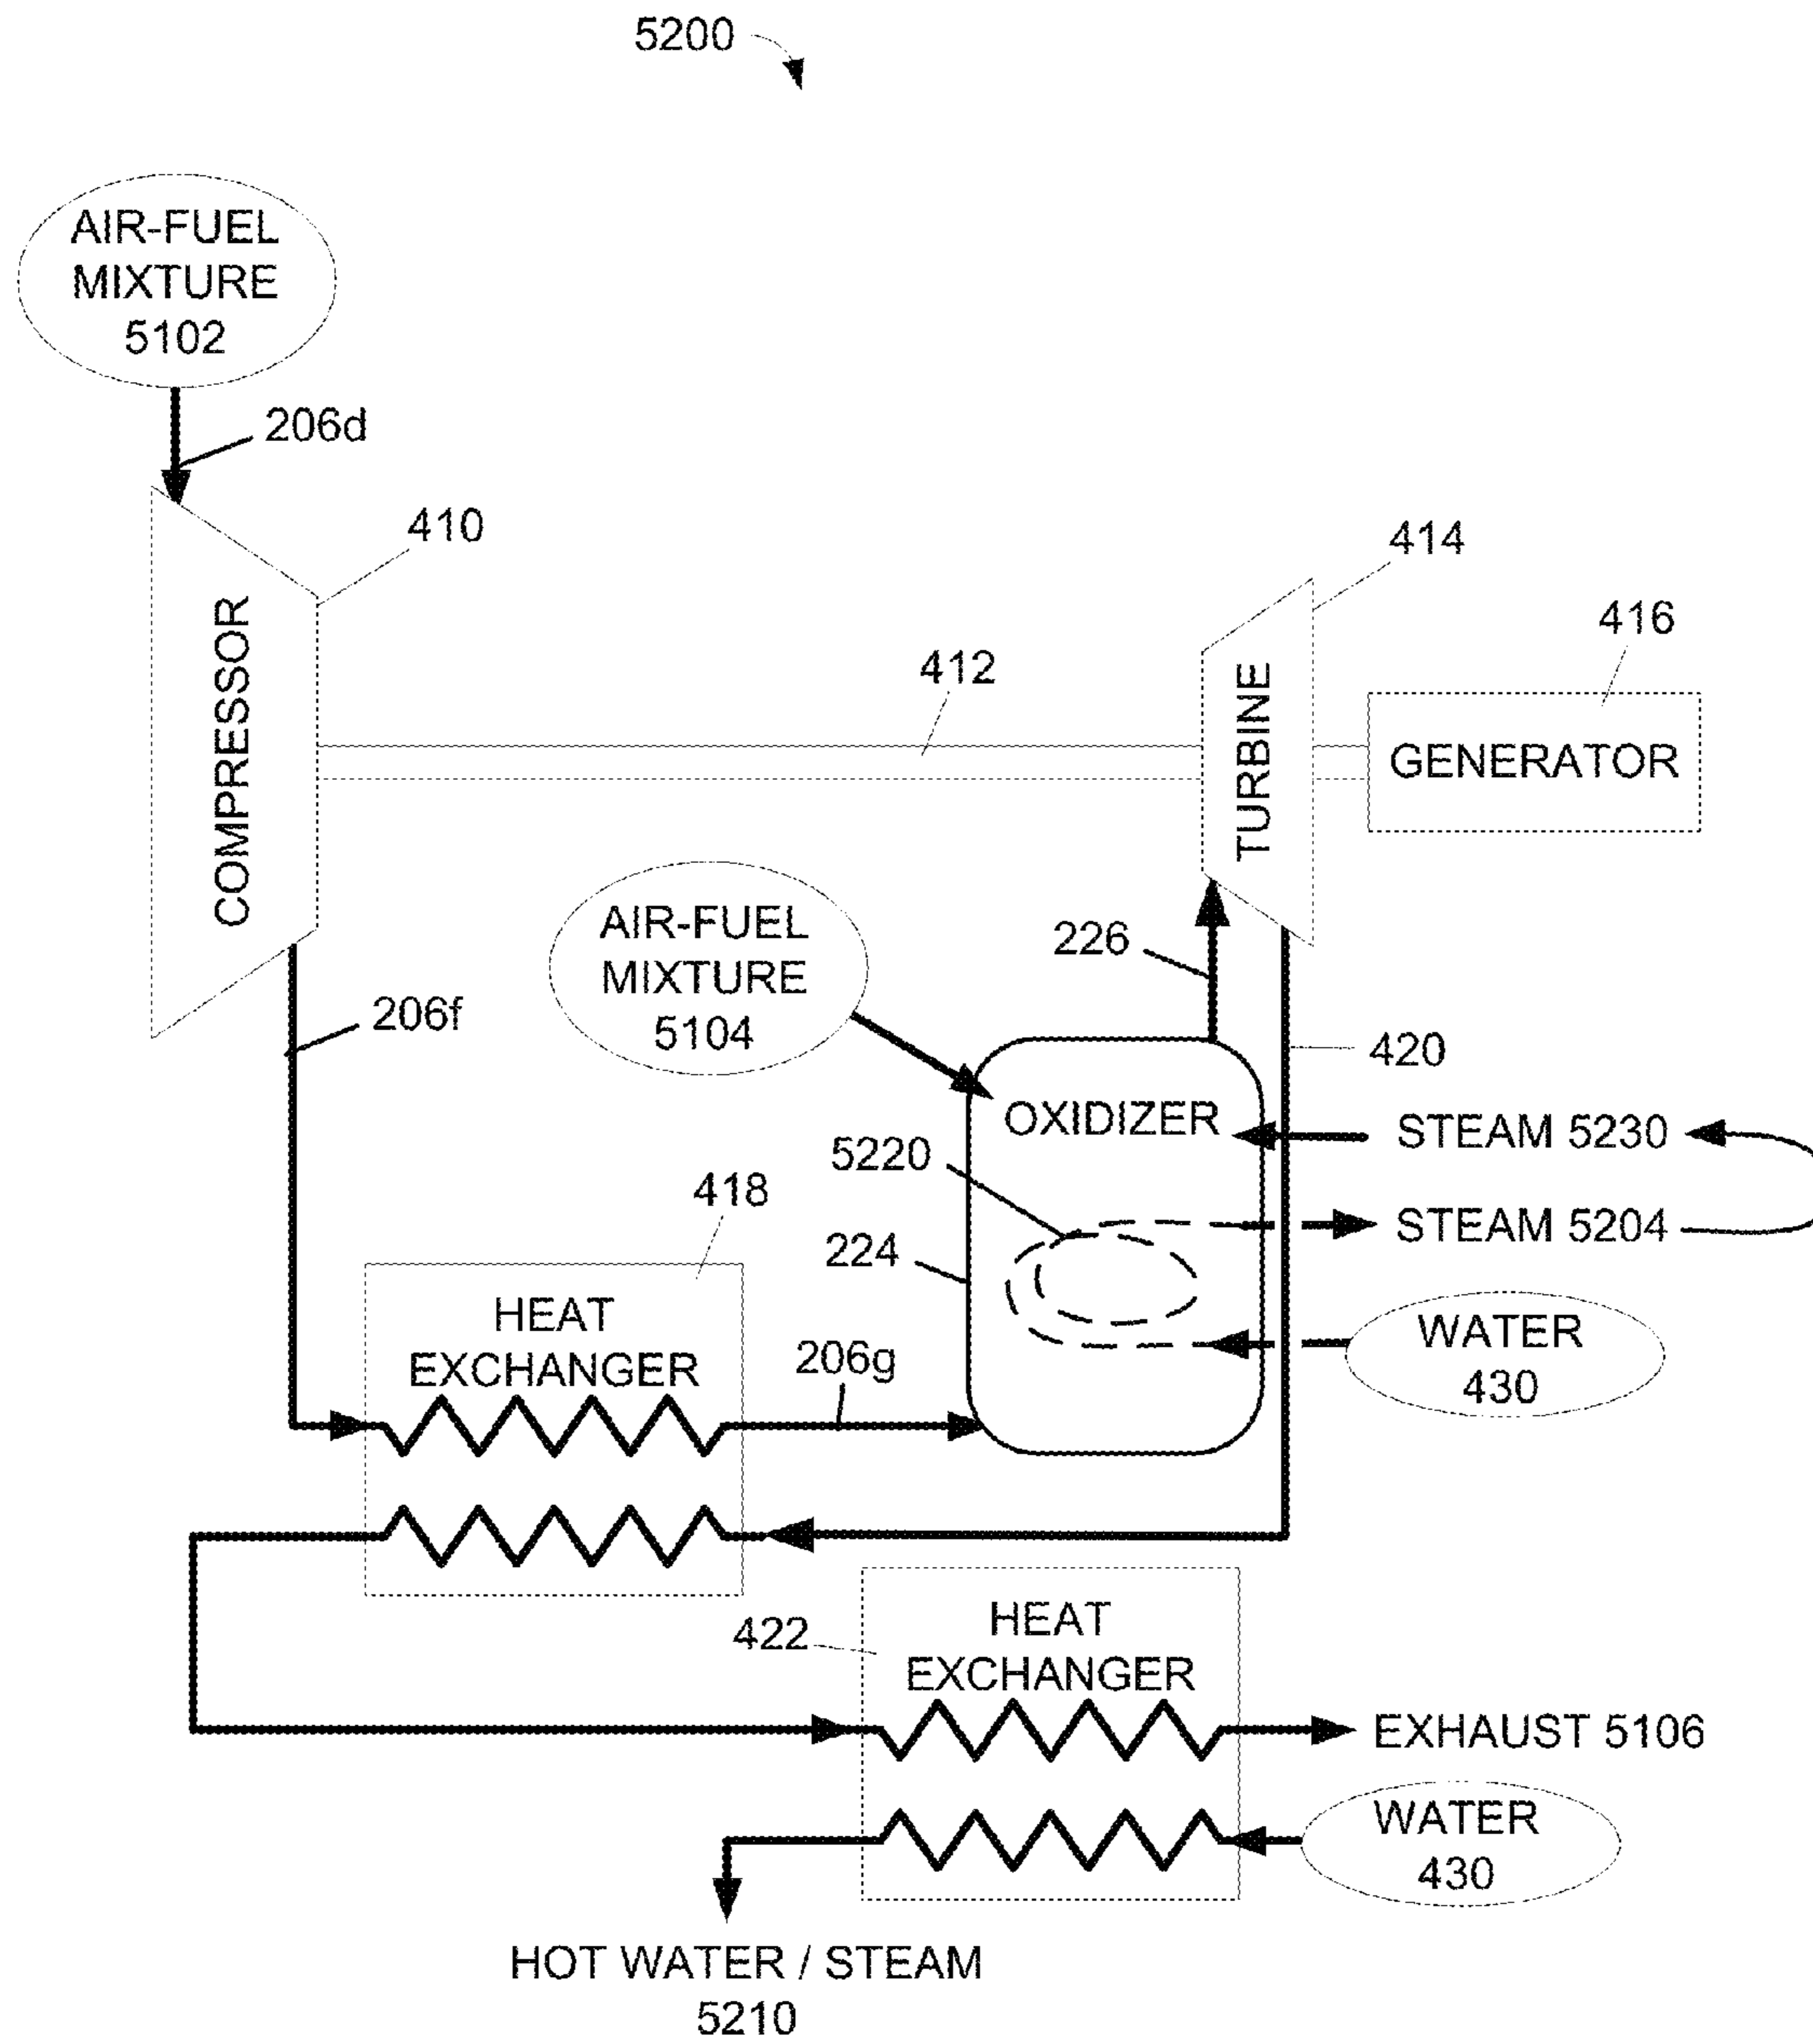 5200
AIR-FUEL
MIXTURE
5102
206d
410
COMPRESSOR
414
416
412
TURBINE
GENERATOR
AIR-FUEL
MIXTURE
5104
226
206f
420
OXIDIZER
STEAM 5230
5220
418
STEAM 5204
224
HEAT
EXCHANGER
206g
WATER
430
422
HEAT
EXCHANGER
EXHAUST 5106
WATER
430
HOT WATER / STEAM
5210